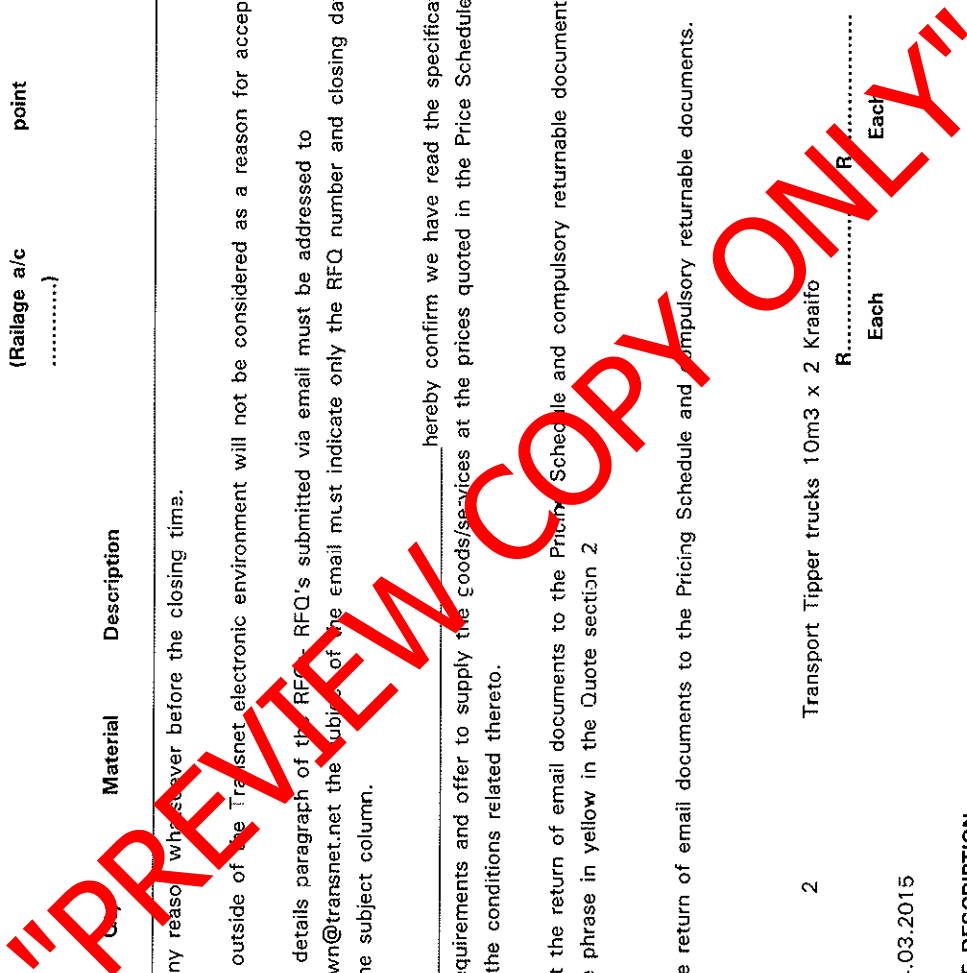 (Railage a/c point
............)
Material Description
ny reason whatsoever before the closing time.
outside of the Transnet electronic environment will not be considered as a reason for accep
details paragraph of the RFQ's submitted via email must be addressed to
wn@transnet.net the subject of the email must indicate only the RFQ number and closing da
ne subject column.
hereby confirm we have read the specifica
equirements and offer to supply the goods/services at the prices quoted in the Price Schedule
the conditions related thereto.
t the return of email documents to the Pricing Schedule and compulsory returnable document
e phrase in yellow in the Quote section 2
e return of email documents to the Pricing Schedule and compulsory returnable documents.
2 Transport Tipper trucks 10m3 x 2 Kraaifo
R................ R................
Each Each
.03.2015
DESCRIPTION
"PREVIEW COPY ONLY"